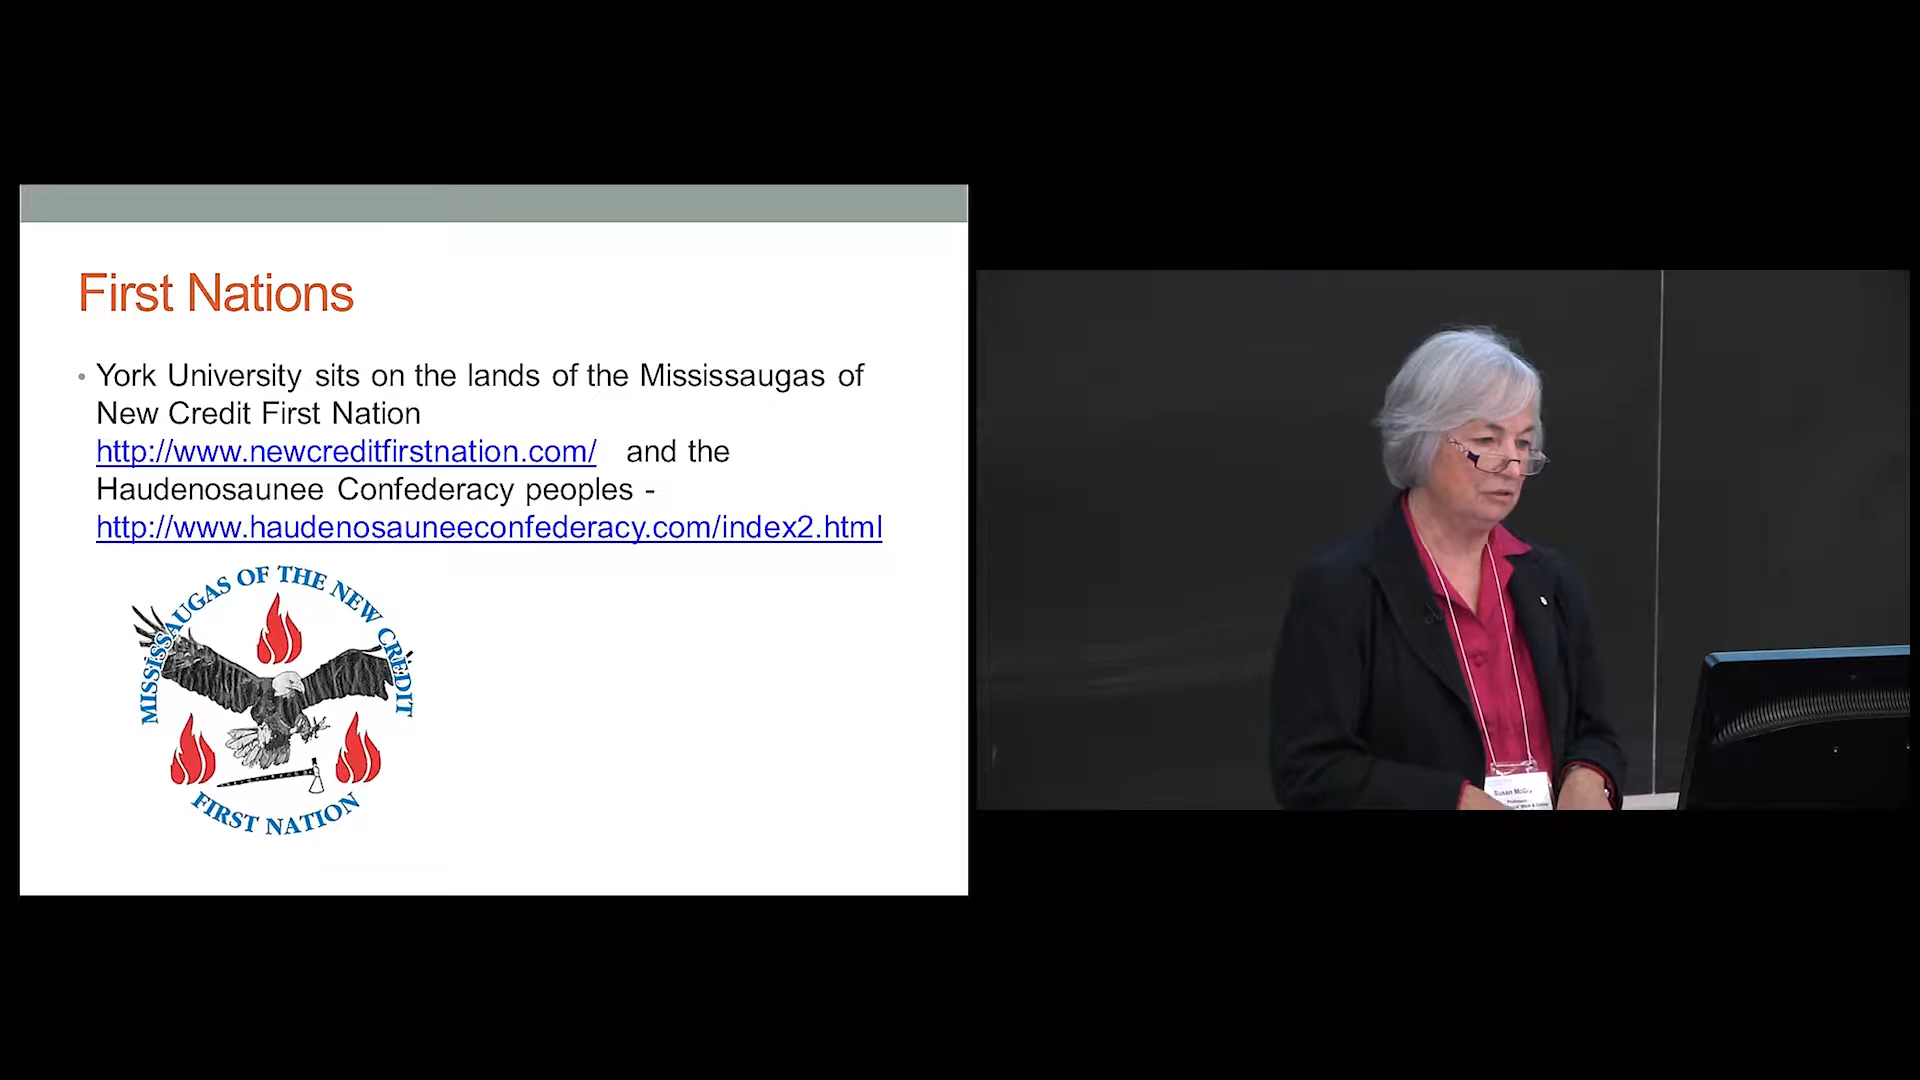 First Nations
• York University sits on the lands of the Mississaugas of
New Credit First Nation
http://www.newcreditfirstnation.com/ and the
Haudenosaunee Confederacy peoples -
http://www.haudenosauneeconfederacy.com/index2.html
MISSISSAUGAS OF THE NEW CREDIT
FIRST NATION
Susan
Professor